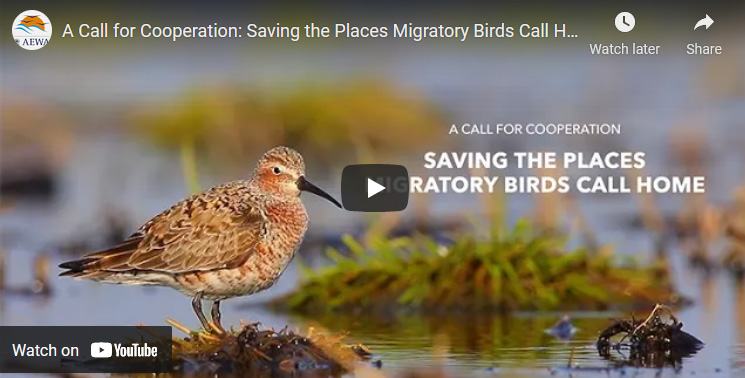 AEWA
A Call for Cooperation: Saving the Places Migratory Birds Call H...
Watch later
Share
A CALL FOR COOPERATION
SAVING THE PLACES
GRATORY BIRDS CALL HOME
Watch on YouTube